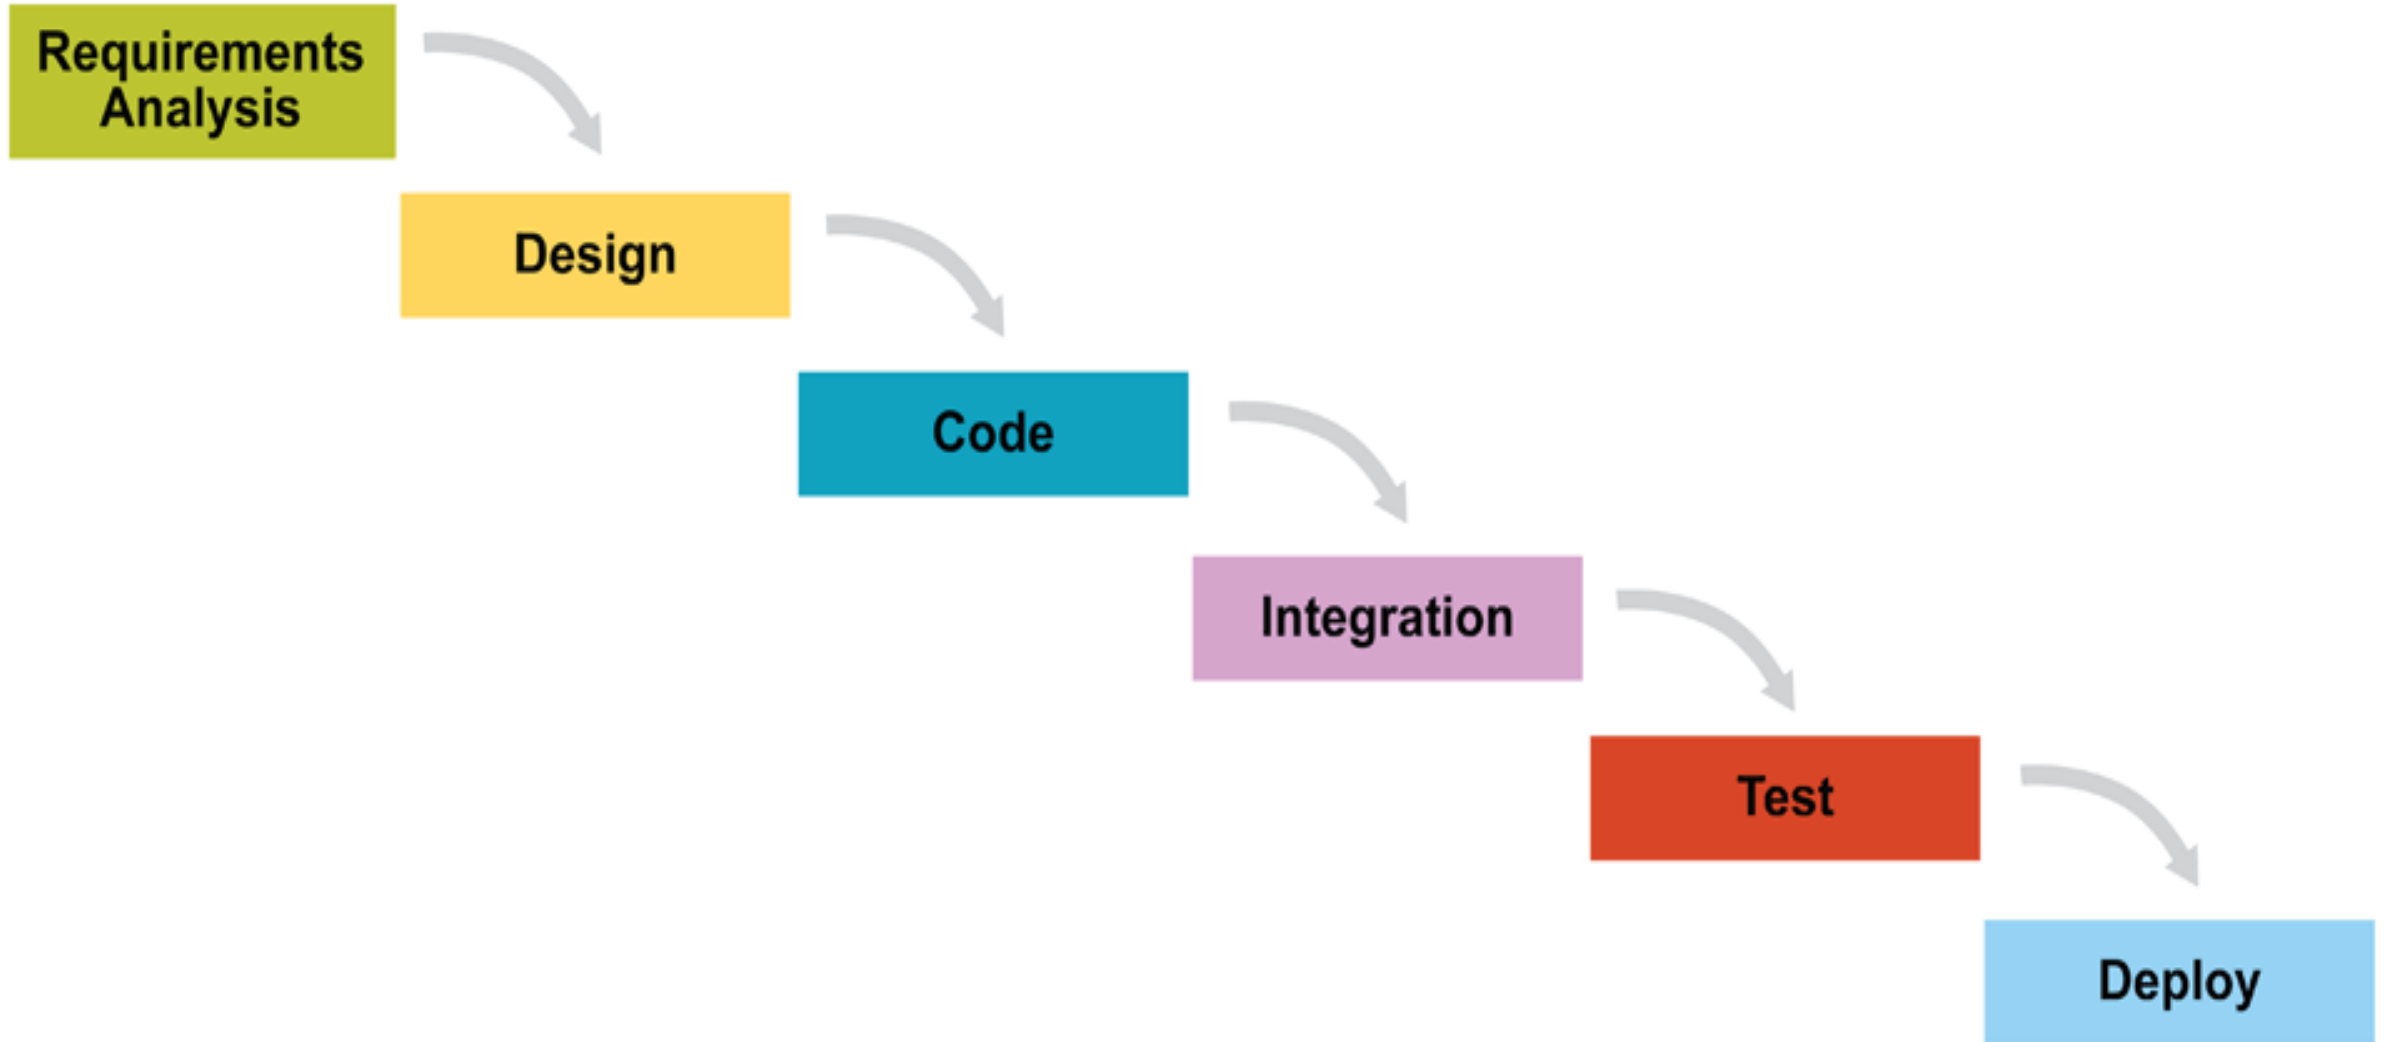 Requirements
Analysis
Design
Code
Integration
Test
Deploy